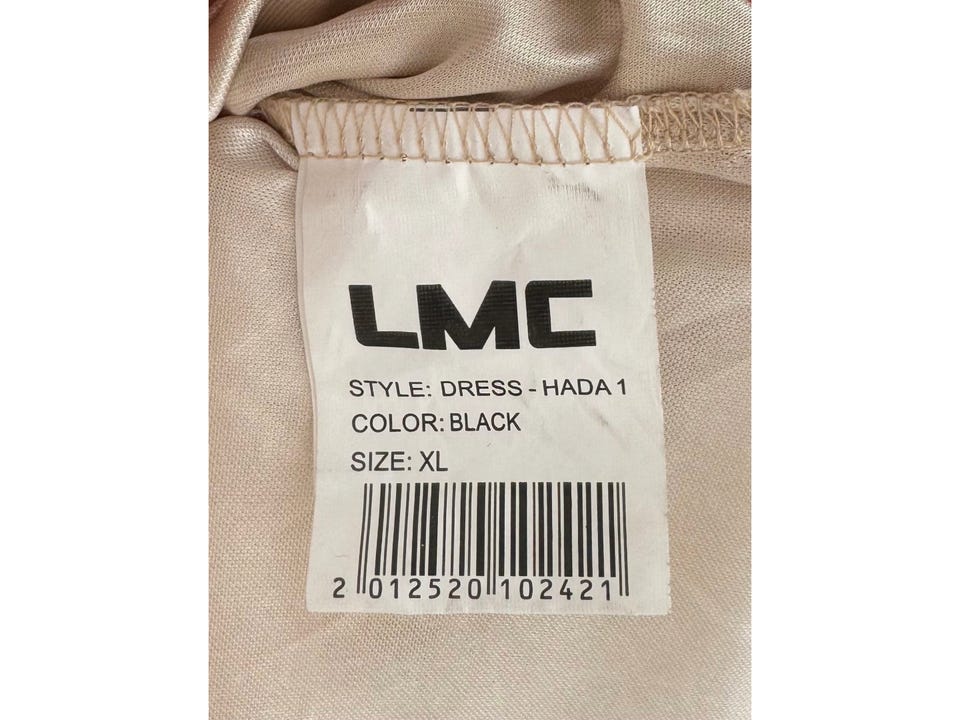 LMC
STYLE: DRESS - HADA 1
COLOR: BLACK
SIZE: XL
2 012520 102421